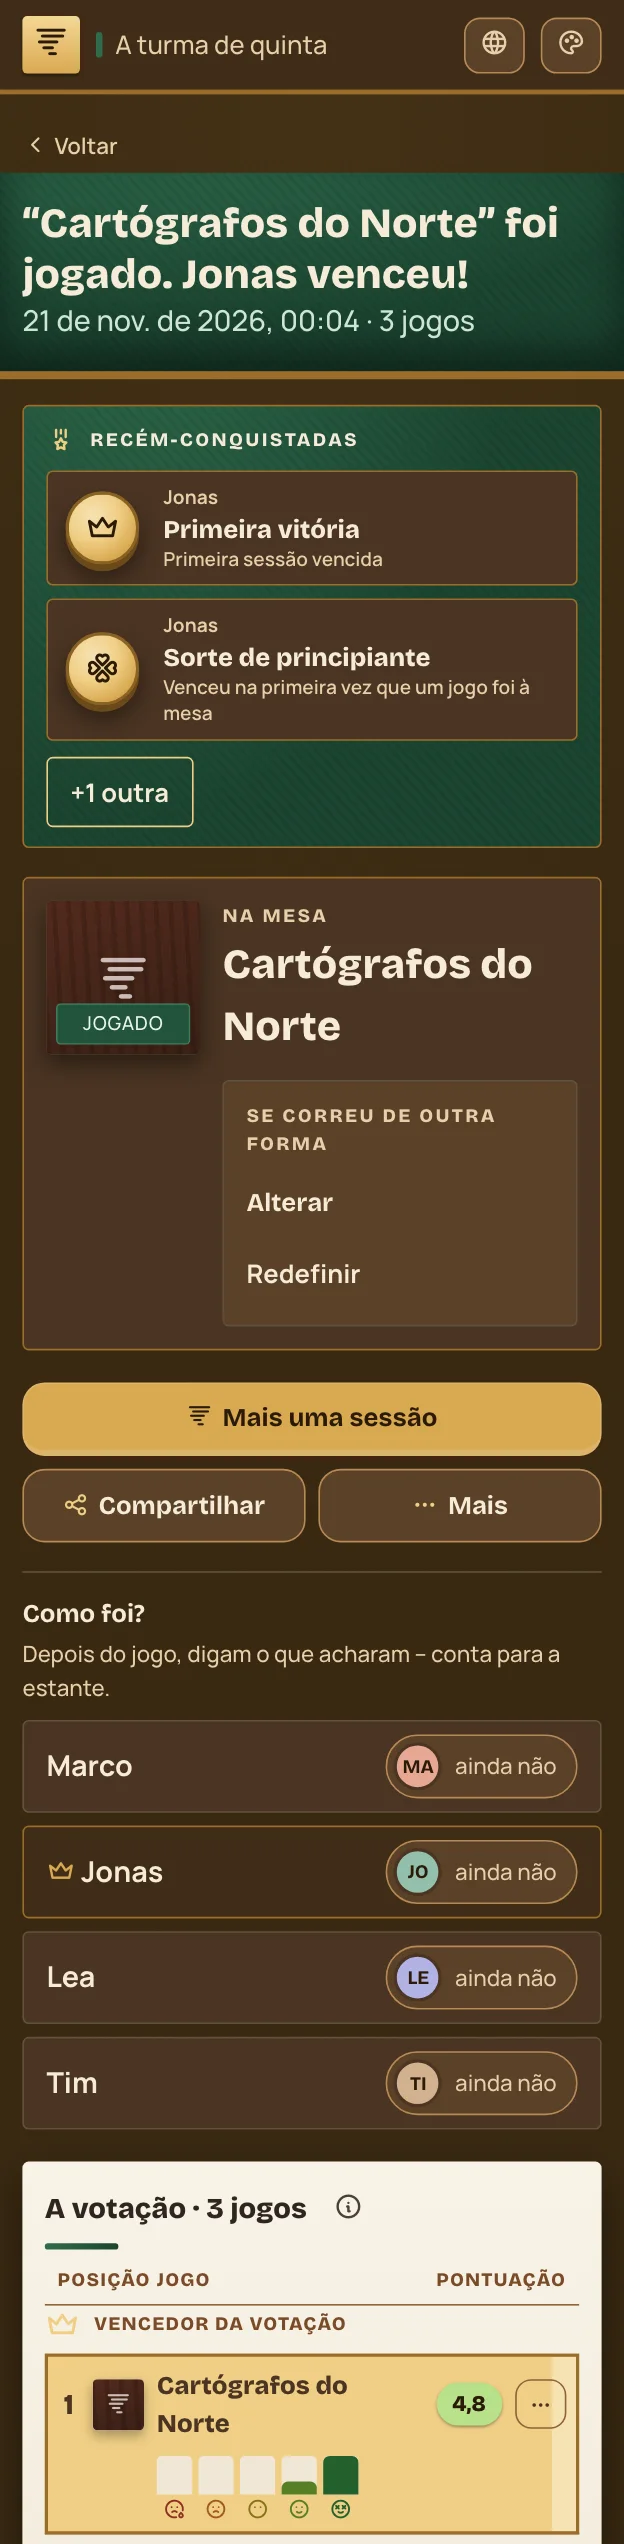 A turma de quinta
Voltar
“Cartógrafos do Norte” foi
jogado. Jonas venceu!
21 de nov. de 2026, 00:04 · 3 jogos
RECÉM-CONQUISTADAS
Jonas
Primeira vitória
Primeira sessão vencida
Jonas
Sorte de principiante
Venceu na primeira vez que um jogo foi à
mesa
+1 outra
NA MESA
Cartógrafos do
Norte
JOGADO
SE CORREU DE OUTRA
FORMA
Alterar
Redefinir
Mais uma sessão
Compartilhar
Mais
Como foi?
Depois do jogo, digam o que acharam – conta para a
estante.
Marco
MA ainda não
Jonas
JO ainda não
Lea
LE ainda não
Tim
TI ainda não
A votação · 3 jogos
POSIÇÃO JOGO PONTUAÇÃO
VENCEDOR DA VOTAÇÃO
1 Cartógrafos do
Norte
4,8